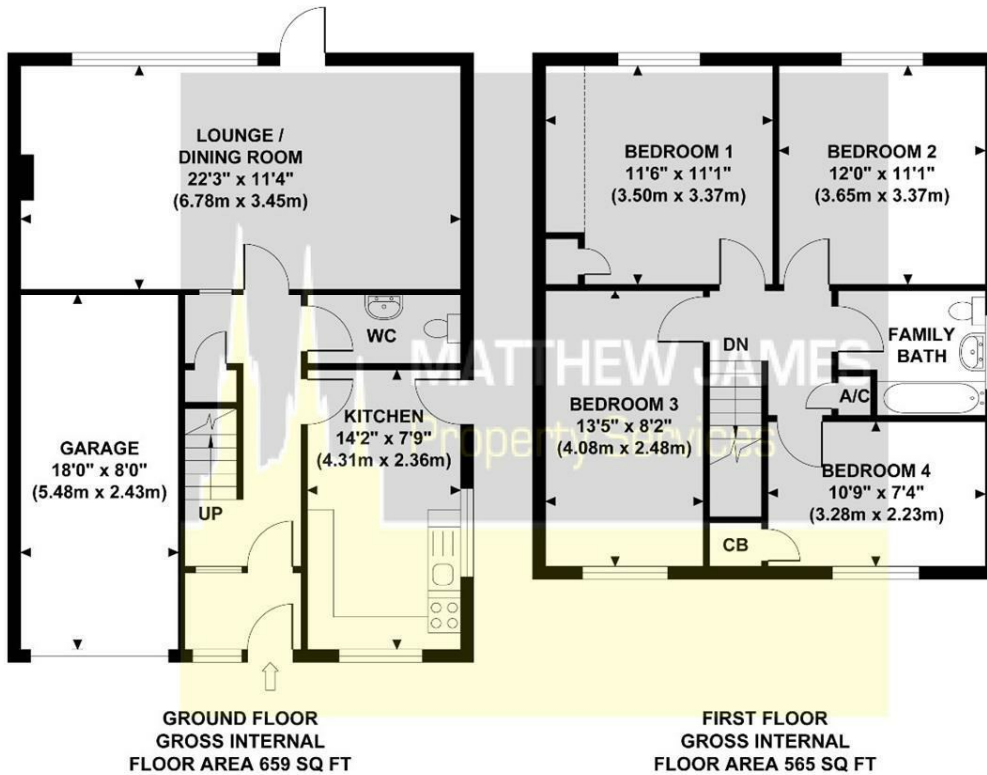 LOUNGE /
DINING ROOM
22'3" x 11'4"
(6.78m x 3.45m)
WC
KITCHEN
14'2" x 7'9"
(4.31m x 2.36m)
GARAGE
18'0" x 8'0"
(5.48m x 2.43m)
UP
GROUND FLOOR
GROSS INTERNAL
FLOOR AREA 659 SQ FT
BEDROOM 1
11'6" x 11'1"
(3.50m x 3.37m)
BEDROOM 2
12'0" x 11'1"
(3.65m x 3.37m)
DN
FAMILY
BATH
A/C
BEDROOM 3
13'5" x 8'2"
(4.08m x 2.48m)
BEDROOM 4
10'9" x 7'4"
(3.28m x 2.23m)
CB
FIRST FLOOR
GROSS INTERNAL
FLOOR AREA 565 SQ FT
MATTHEW JAMES
Property Services